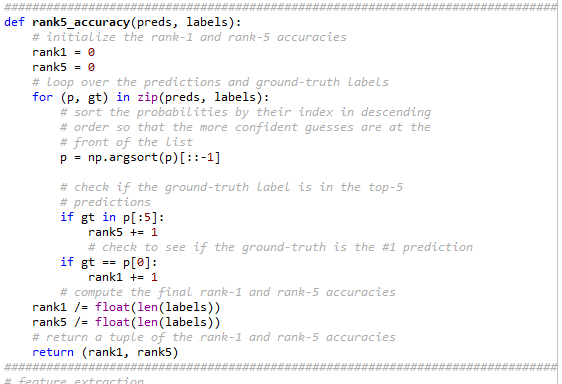 ################################################################################
def rank5_accuracy(preds, labels):
    # initialize the rank-1 and rank-5 accuracies
    rank1 = 0
    rank5 = 0
    # loop over the predictions and ground-truth labels
    for (p, gt) in zip(preds, labels):
        # sort the probabilities by their index in descending
        # order so that the more confident guesses are at the
        # front of the list
        p = np.argsort(p)[::-1]

        # check if the ground-truth label is in the top-5
        # predictions
        if gt in p[:5]:
            rank5 += 1
            # check to see if the ground-truth is the #1 prediction
        if gt == p[0]:
            rank1 += 1
        # compute the final rank-1 and rank-5 accuracies
    rank1 /= float(len(labels))
    rank5 /= float(len(labels))
    # return a tuple of the rank-1 and rank-5 accuracies
    return (rank1, rank5)
################################################################################
# feature extraction